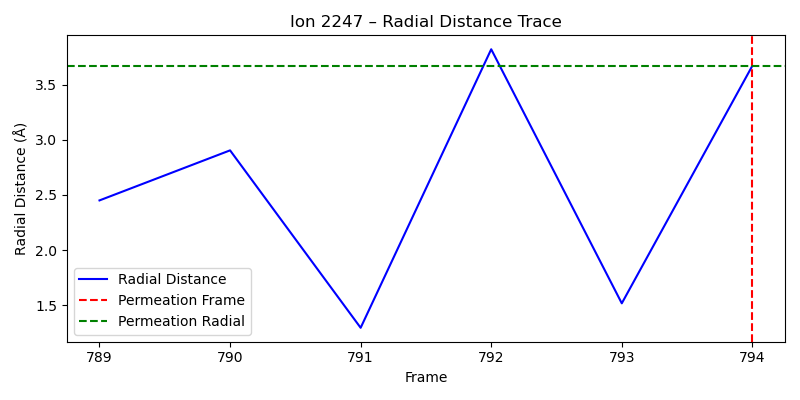 Ion 2247 – Radial Distance Trace
Radial Distance (Å)
3.5
3.0
2.5
2.0
1.5
Radial Distance
Permeation Frame
Permeation Radial
789 790 791 792 793 794
Frame